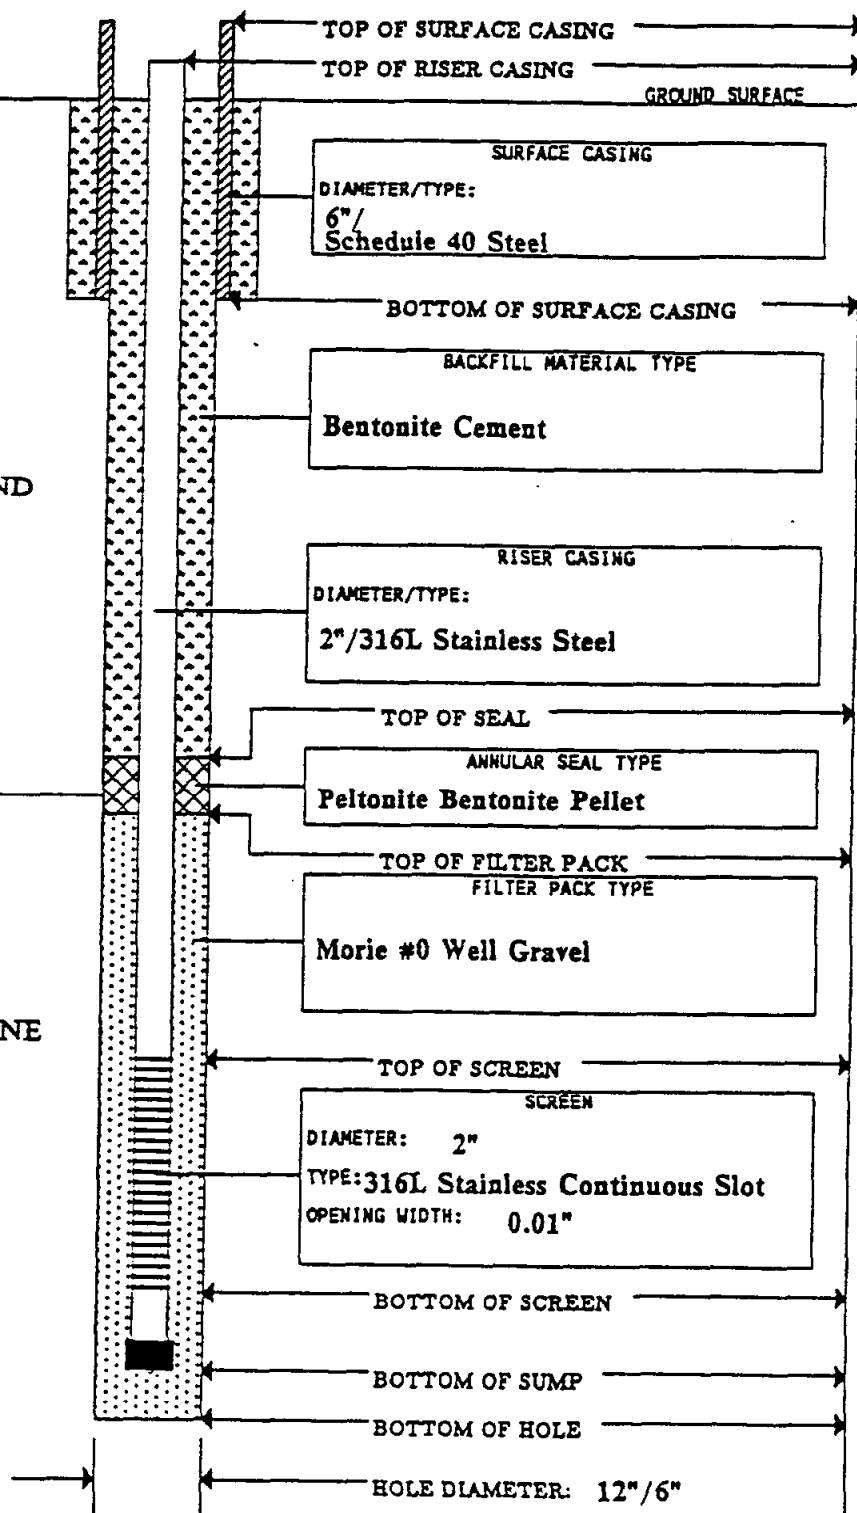 TOP OF SURFACE CASING
TOP OF RISER CASING
GROUND SURFACE
SURFACE CASING
DIAMETER/TYPE:
6"/
Schedule 40 Steel
BOTTOM OF SURFACE CASING
BACKFILL MATERIAL TYPE
Bentonite Cement
ND
RISER CASING
DIAMETER/TYPE:
2"/316L Stainless Steel
TOP OF SEAL
ANNULAR SEAL TYPE
Peltonite Bentonite Pellet
TOP OF FILTER PACK
FILTER PACK TYPE
Morie #0 Well Gravel
NE
TOP OF SCREEN
SCREEN
DIAMETER: 2"
TYPE: 316L Stainless Continuous Slot
OPENING WIDTH: 0.01"
BOTTOM OF SCREEN
BOTTOM OF SUMP
BOTTOM OF HOLE
HOLE DIAMETER: 12"/6"